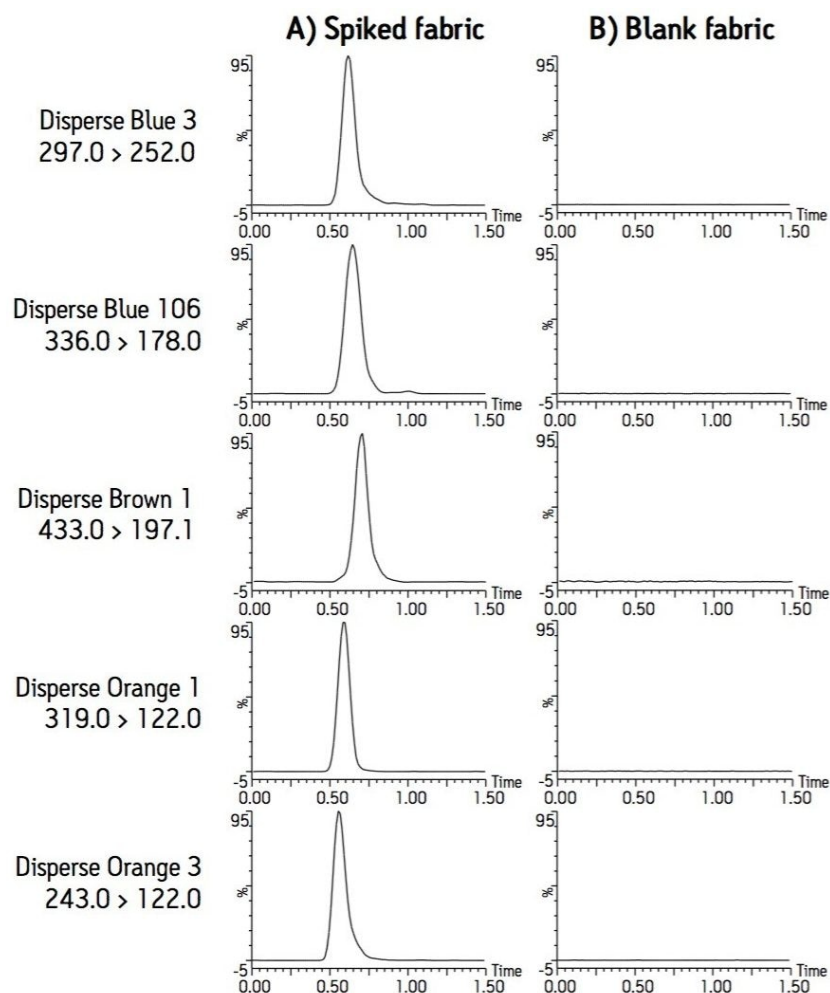 A) Spiked fabric
B) Blank fabric
Disperse Blue 3
297.0 > 252.0
95
%
-5
0.00 0.50 1.00 1.50
Time
95
%
-5
0.00 0.50 1.00 1.50
Time
Disperse Blue 106
336.0 > 178.0
95
%
-5
0.00 0.50 1.00 1.50
Time
95
%
-5
0.00 0.50 1.00 1.50
Time
Disperse Brown 1
433.0 > 197.1
95
%
-5
0.00 0.50 1.00 1.50
Time
95
%
-5
0.00 0.50 1.00 1.50
Time
Disperse Orange 1
319.0 > 122.0
95
%
-5
0.00 0.50 1.00 1.50
Time
95
%
-5
0.00 0.50 1.00 1.50
Time
Disperse Orange 3
243.0 > 122.0
95
%
-5
0.00 0.50 1.00 1.50
Time
95
%
-5
0.00 0.50 1.00 1.50
Time